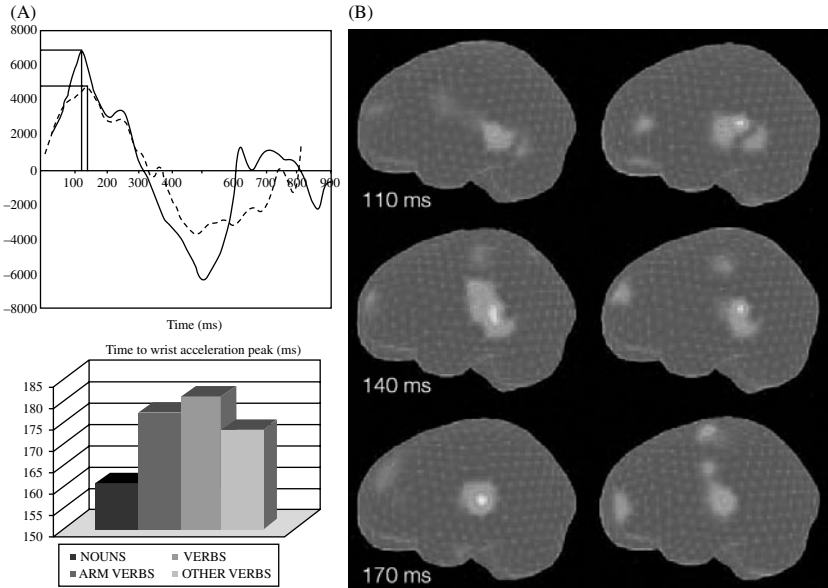 (A)
(B)
8000
6000
4000
2000
0
−2000
−4000
−6000
−8000
100 200 300 400 500 600 700 800 900
Time (ms)
Time to wrist acceleration peak (ms)
185
180
175
170
165
160
155
150
NOUNS VERBS
ARM VERBS OTHER VERBS
110 ms
140 ms
170 ms